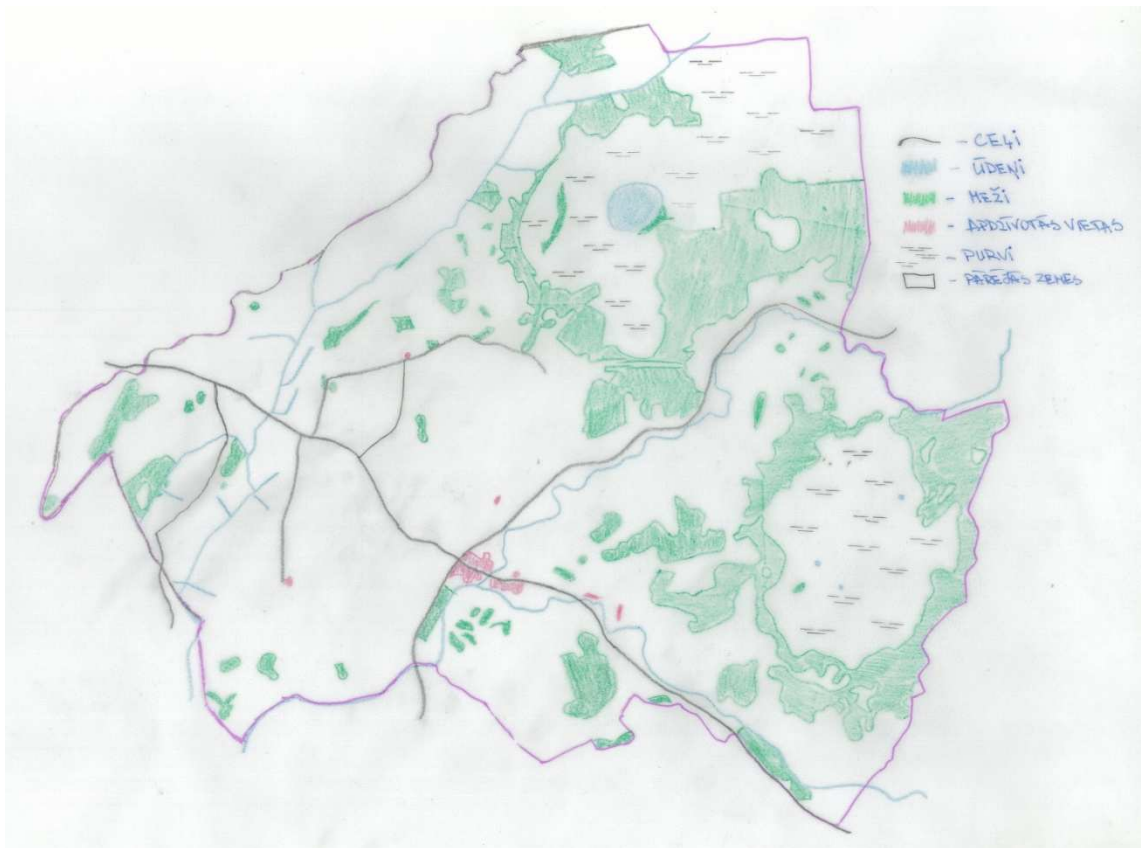 - CEĻI
- ŪDEŅI
- MEŽI
- APDZĪVOTĀS VIETAS
- PURVI
- PĀRĒJĀS ZEMES